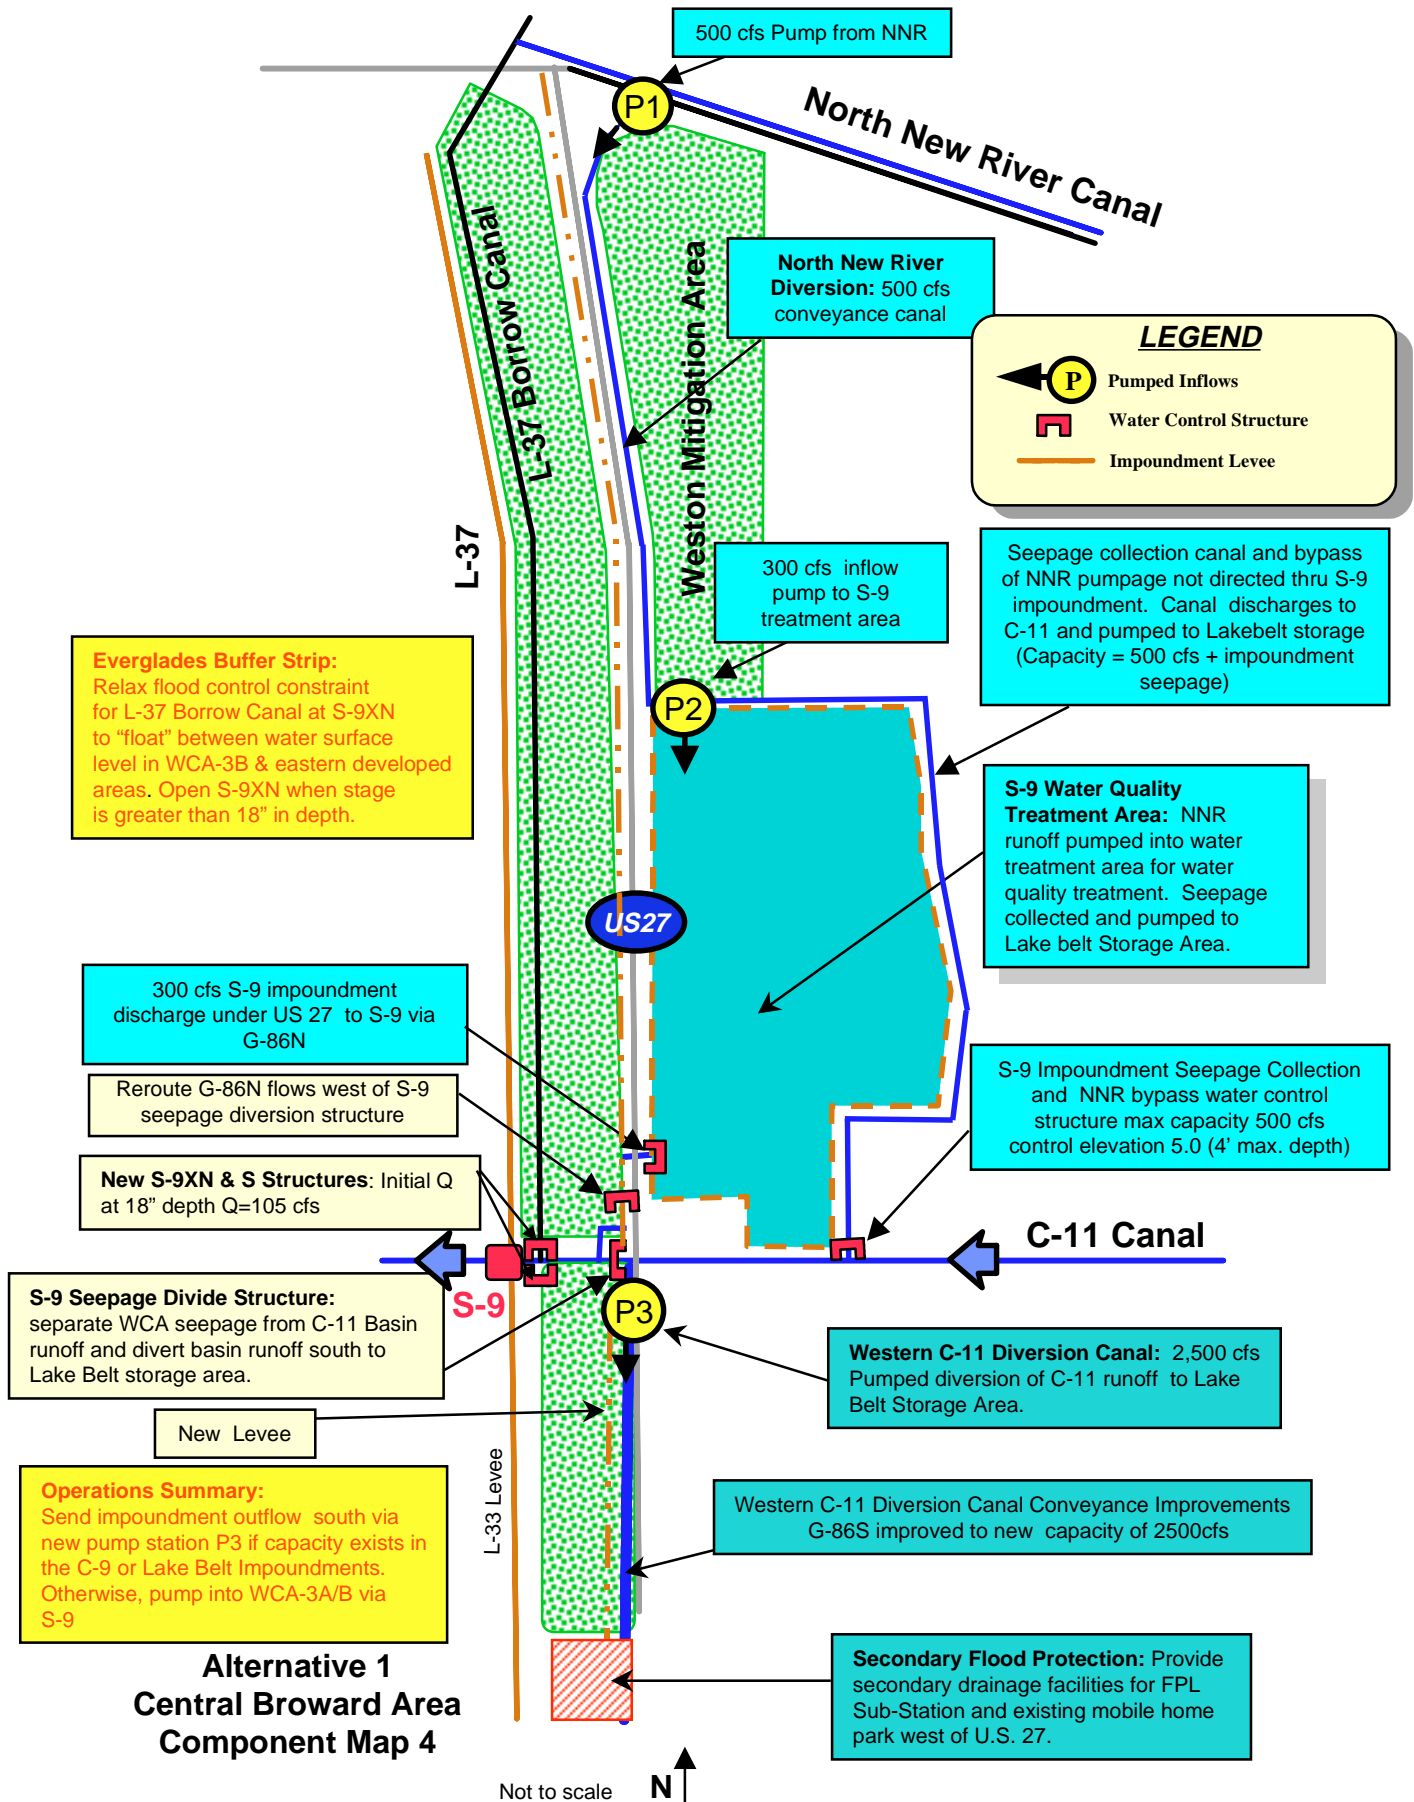 500 cfs Pump from NNR
P1
North New River Canal
L-37 Borrow Canal
Weston Mitigation Area
North New River
Diversion: 500 cfs
conveyance canal
LEGEND
P Pumped Inflows
Water Control Structure
Impoundment Levee
L-37
300 cfs inflow
pump to S-9
treatment area
Seepage collection canal and bypass
of NNR pumpage not directed thru S-9
impoundment. Canal discharges to
C-11 and pumped to Lakebelt storage
(Capacity = 500 cfs + impoundment
seepage)
Everglades Buffer Strip:
Relax flood control constraint
for L-37 Borrow Canal at S-9XN
to “float” between water surface
level in WCA-3B & eastern developed
areas. Open S-9XN when stage
is greater than 18” in depth.
P2
S-9 Water Quality
Treatment Area: NNR
runoff pumped into water
treatment area for water
quality treatment. Seepage
collected and pumped to
Lake belt Storage Area.
US27
300 cfs S-9 impoundment
discharge under US 27 to S-9 via
G-86N
Reroute G-86N flows west of S-9
seepage diversion structure
S-9 Impoundment Seepage Collection
and NNR bypass water control
structure max capacity 500 cfs
control elevation 5.0 (4’ max. depth)
New S-9XN & S Structures: Initial Q
at 18” depth Q=105 cfs
C-11 Canal
S-9
S-9 Seepage Divide Structure:
separate WCA seepage from C-11 Basin
runoff and divert basin runoff south to
Lake Belt storage area.
P3
Western C-11 Diversion Canal: 2,500 cfs
Pumped diversion of C-11 runoff to Lake
Belt Storage Area.
New Levee
L-33 Levee
Operations Summary:
Send impoundment outflow south via
new pump station P3 if capacity exists in
the C-9 or Lake Belt Impoundments.
Otherwise, pump into WCA-3A/B via
S-9
Western C-11 Diversion Canal Conveyance Improvements
G-86S improved to new capacity of 2500cfs
Secondary Flood Protection: Provide
secondary drainage facilities for FPL
Sub-Station and existing mobile home
park west of U.S. 27.
Alternative 1
Central Broward Area
Component Map 4
Not to scale
N